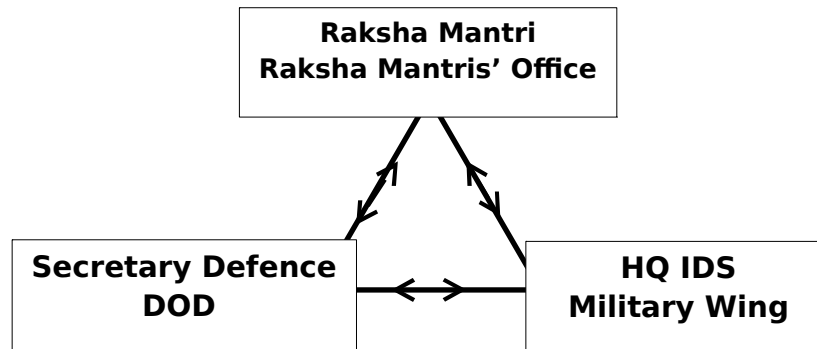 Raksha Mantri
Raksha Mantris’ Office
Secretary Defence
DOD
HQ IDS
Military Wing